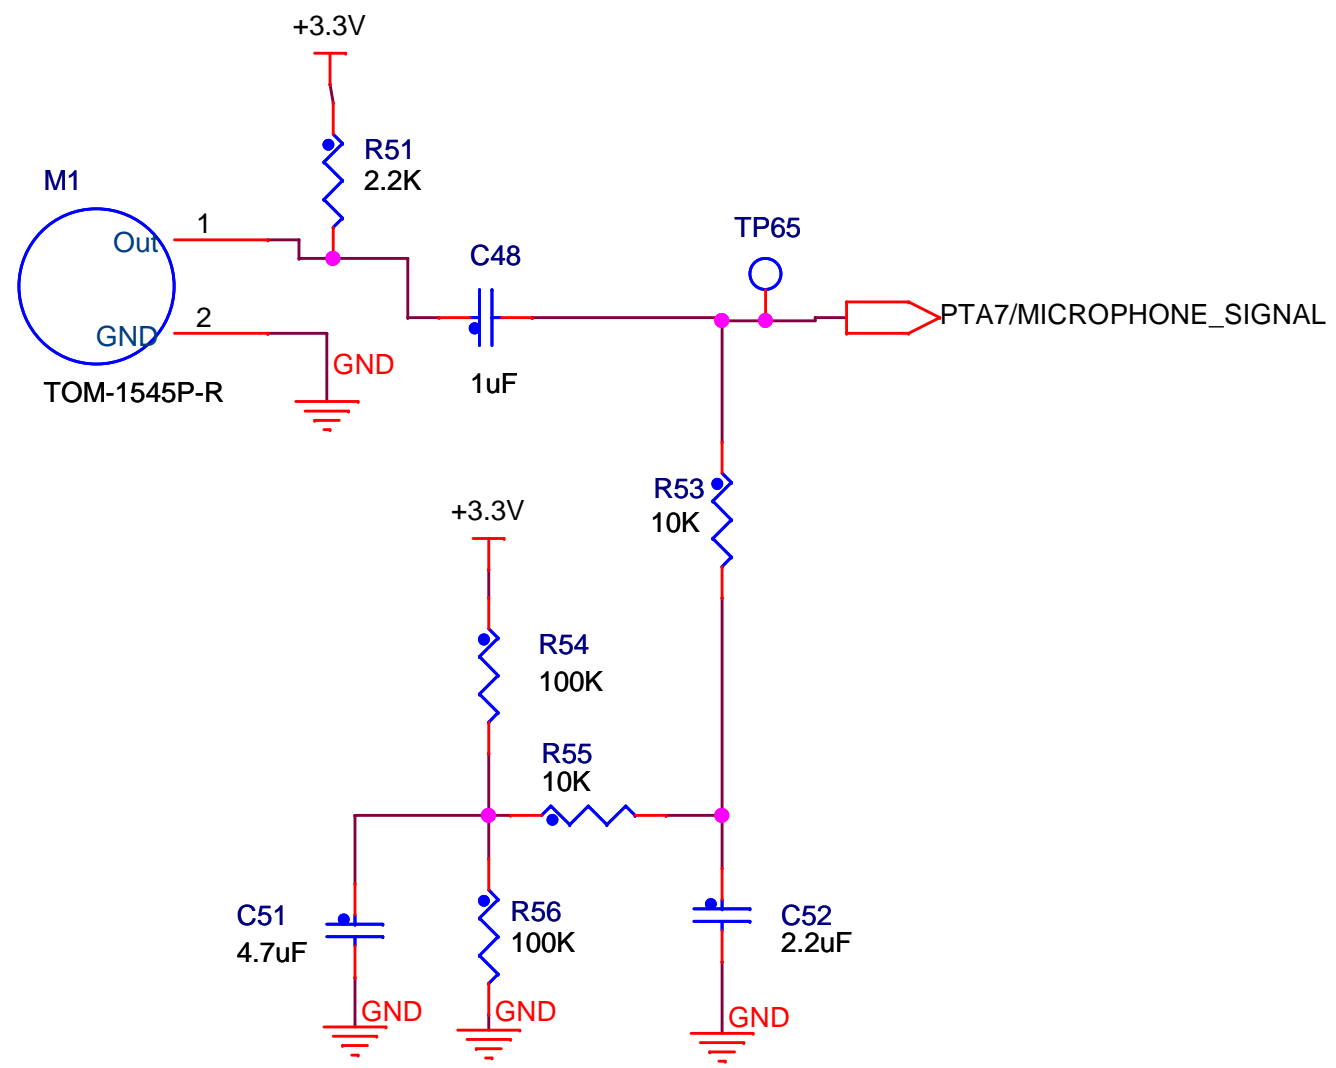 +3.3V
R51
2.2K
M1
1
Out
TP65
C48
2
GND
PTA7/MICROPHONE_SIGNAL
GND
1uF
TOM-1545P-R
R53
10K
+3.3V
R54
100K
R55
10K
C51
4.7uF
R56
100K
C52
2.2uF
GND
GND
GND